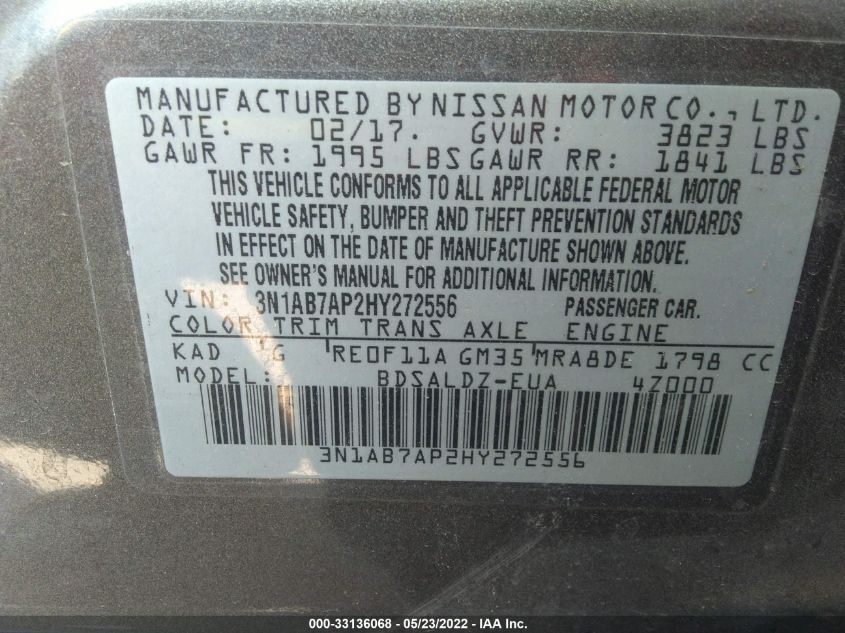 MANUFACTURED BY NISSAN MOTOR CO., LTD.
DATE: 02/17. GVWR: 3823 LBS
GAWR FR: 1995 LBS GAWR RR: 1841 LBS
THIS VEHICLE CONFORMS TO ALL APPLICABLE FEDERAL MOTOR
VEHICLE SAFETY, BUMPER AND THEFT PREVENTION STANDARDS
IN EFFECT ON THE DATE OF MANUFACTURE SHOWN ABOVE.
SEE OWNER'S MANUAL FOR ADDITIONAL INFORMATION.
VIN: 3N1AB7AP2HY272556 PASSENGER CAR.
COLOR TRIM TRANS AXLE ENGINE
KAD G RE0F11A GM35 MRA8DE 1798 CC
MODEL: BDSALDZ-EUA 4Z000
3N1AB7AP2HY272556
000-33136068 - 05/23/2022 - IAA Inc.